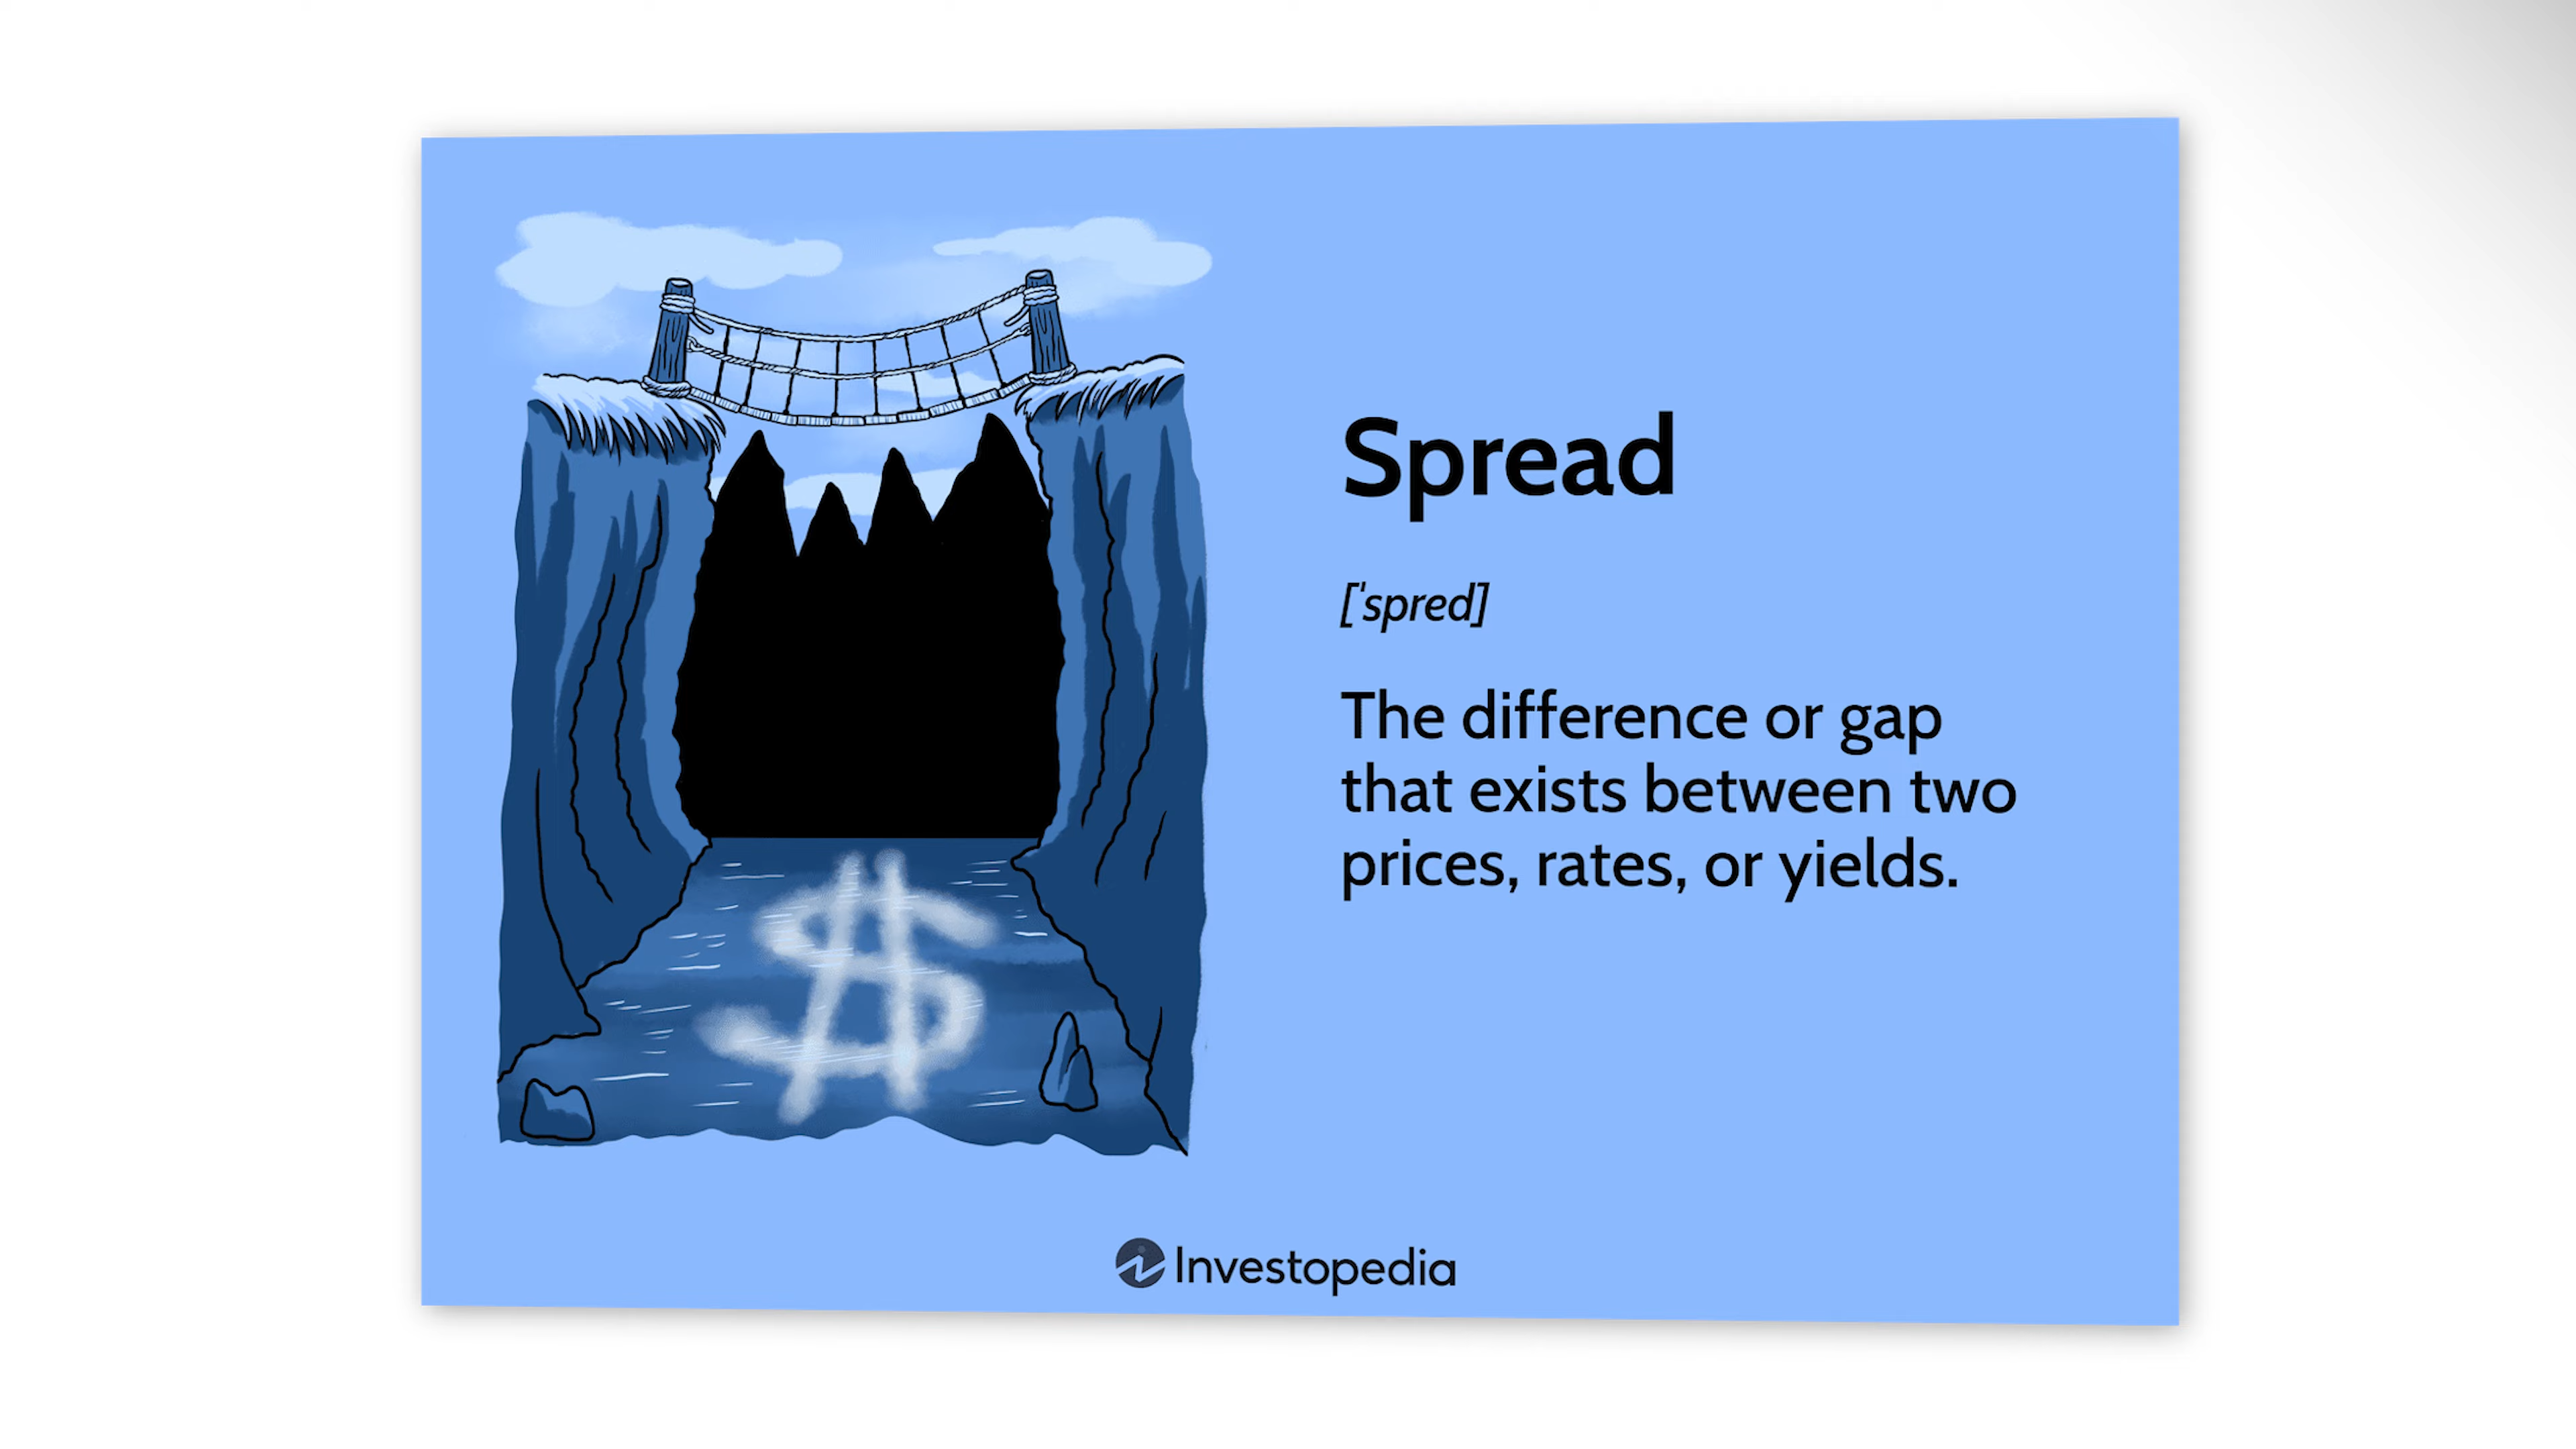 Spread
['spred]
The difference or gap
that exists between two
prices, rates, or yields.
$
Investopedia